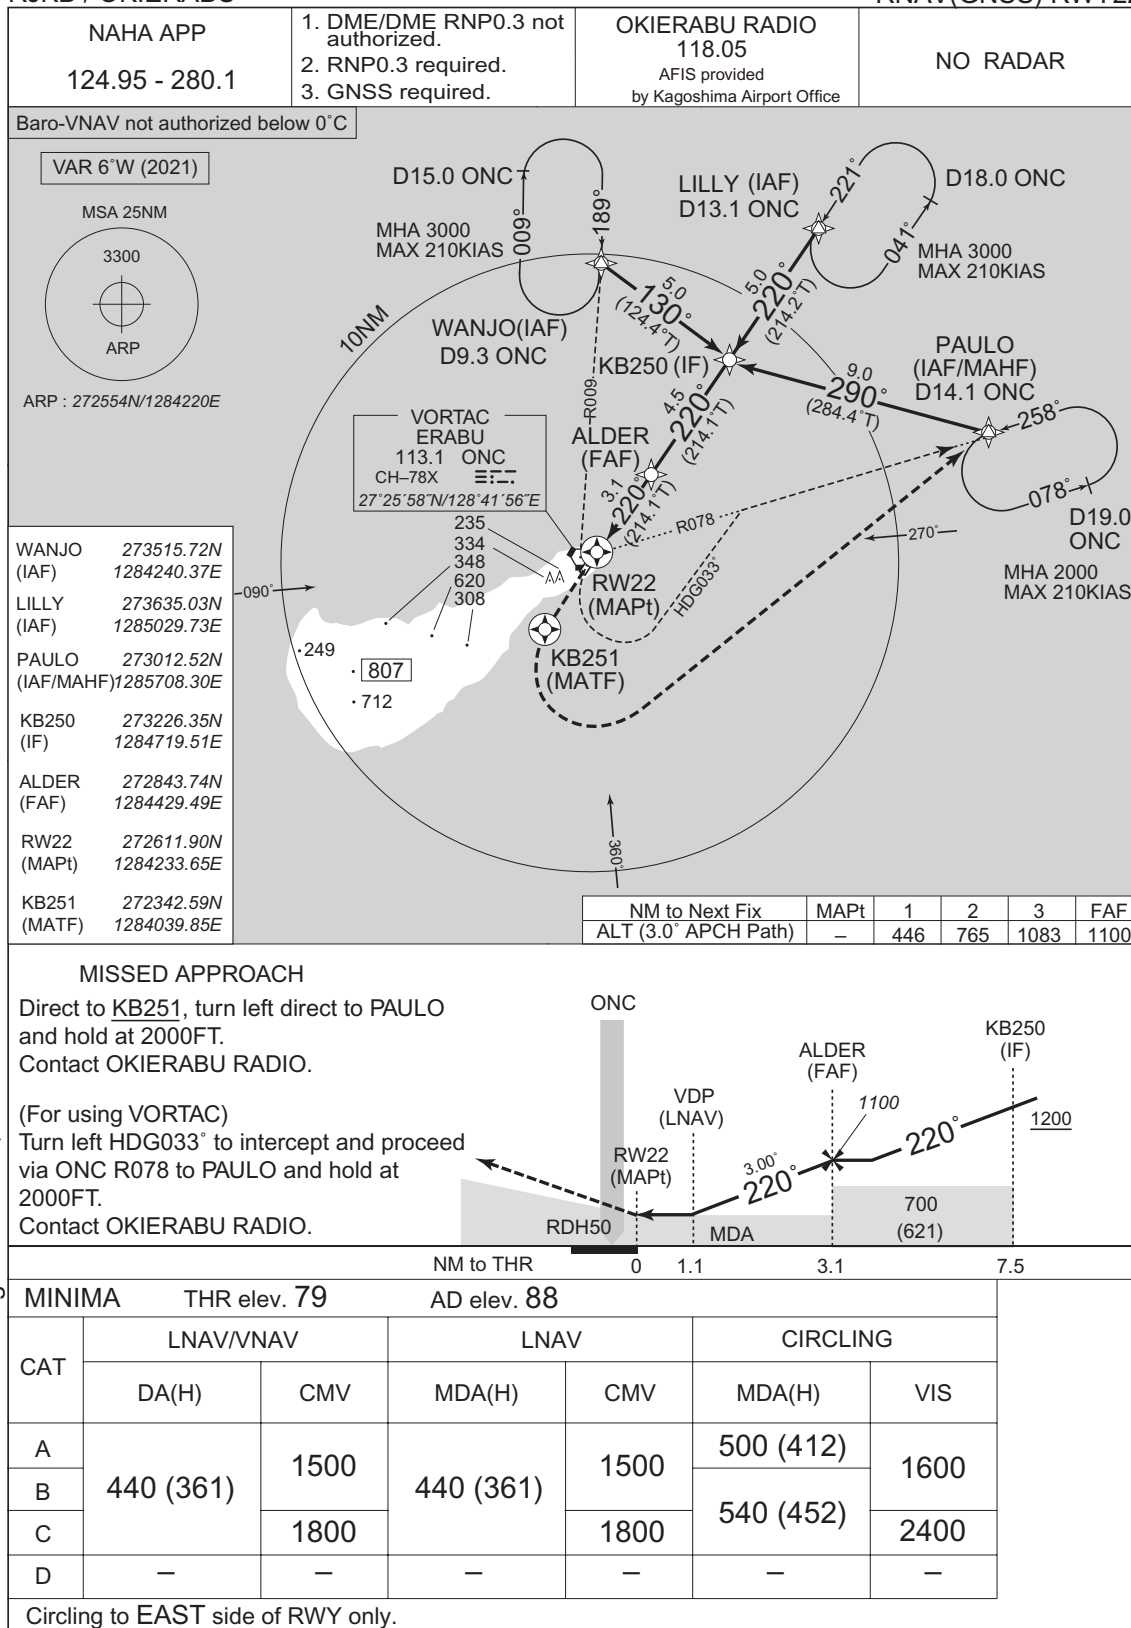 NAHA APP
124.95 - 280.1
1. DME/DME RNP0.3 not
authorized.
2. RNP0.3 required.
3. GNSS required.
OKIERABU RADIO
118.05
AFIS provided
by Kagoshima Airport Office
NO RADAR
Baro-VNAV not authorized below 0˚C
VAR 6˚W (2021)
MSA 25NM
3300
ARP
ARP : 272554N/1284220E
D15.0 ONC
009°
189°
MHA 3000
MAX 210KIAS
WANJO(IAF)
D9.3 ONC
10NM
5.0
130°
(124.4˚T)
LILLY (IAF)
D13.1 ONC
221°
041°
D18.0 ONC
MHA 3000
MAX 210KIAS
5.0
220°
(214.2˚T)
KB250 (IF)
PAULO
(IAF/MAHF)
D14.1 ONC
9.0
290°
(284.4˚T)
258°
078°
D19.0
ONC
MHA 2000
MAX 210KIAS
4.5
220°
(214.1˚T)
R009
ALDER
(FAF)
3.1
220°
(214.1˚T)
VORTAC
ERABU
113.1 ONC
CH–78X
27˚25´58˝N/128˚41´56˝E
R078
HDG033°
270°
090°
360°
235
334
348
620
308
249
807
712
RW22
(MAPt)
KB251
(MATF)
WANJO 273515.72N
(IAF) 1284240.37E
LILLY 273635.03N
(IAF) 1285029.73E
PAULO 273012.52N
(IAF/MAHF)1285708.30E
KB250 273226.35N
(IF) 1284719.51E
ALDER 272843.74N
(FAF) 1284429.49E
RW22 272611.90N
(MAPt) 1284233.65E
KB251 272342.59N
(MATF) 1284039.85E
NM to Next Fix MAPt 1 2 3 FAF
ALT (3.0˚ APCH Path) – 446 765 1083 1100
MISSED APPROACH
Direct to KB251, turn left direct to PAULO
and hold at 2000FT.
Contact OKIERABU RADIO.
(For using VORTAC)
Turn left HDG033˚ to intercept and proceed
via ONC R078 to PAULO and hold at
2000FT.
Contact OKIERABU RADIO.
ONC
KB250
(IF)
ALDER
(FAF)
1100
VDP
(LNAV)
1200
220°
RW22
(MAPt)
3.00°
220°
700
(621)
RDH50
MDA
NM to THR 0 1.1 3.1 7.5
MINIMA THR elev. 79 AD elev. 88
CAT LNAV/VNAV LNAV CIRCLING
DA(H) CMV MDA(H) CMV MDA(H) VIS
A 440 (361) 1500 440 (361) 1500 500 (412) 1600
B 540 (452)
C 1800 1800 2400
D – – – – – –
Circling to EAST side of RWY only.